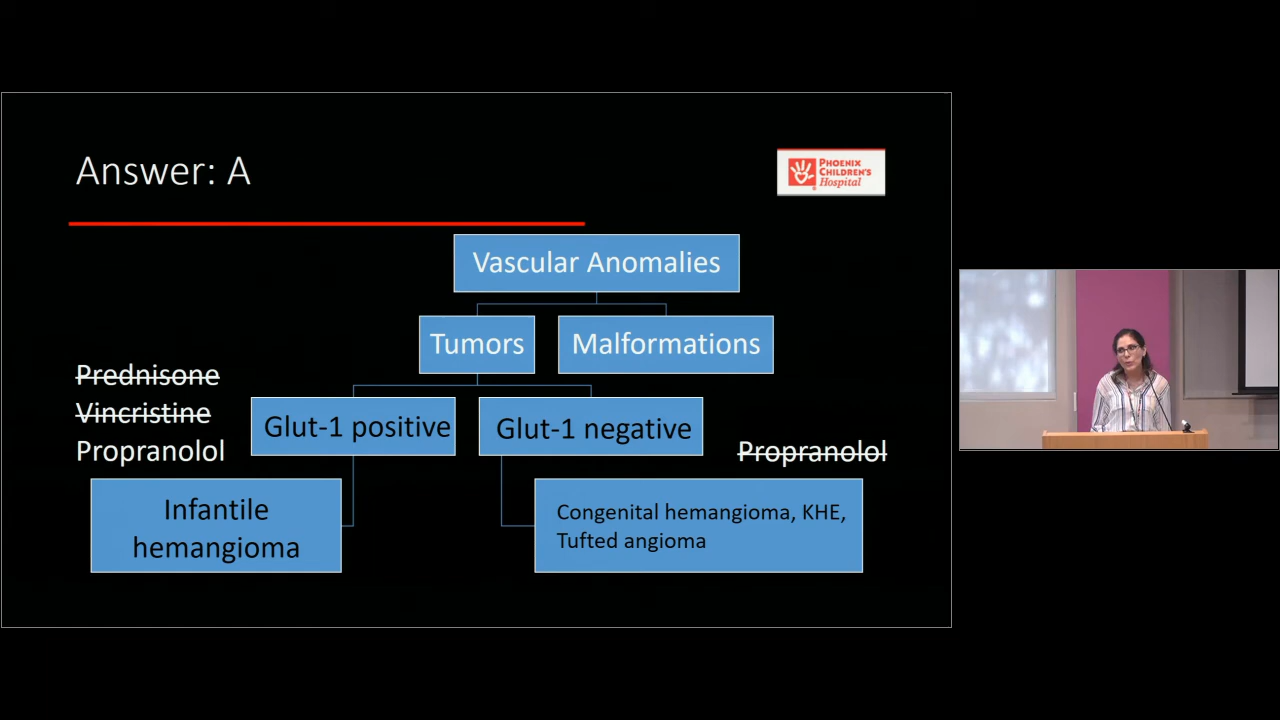 Answer: A
PHOENIX
CHILDREN'S
Hospital
Vascular Anomalies
Tumors
Malformations
Prednisone
Vincristine
Propranolol
Glut-1 positive
Glut-1 negative
Propranolol
Infantile
hemangioma
Congenital hemangioma, KHE,
Tufted angioma